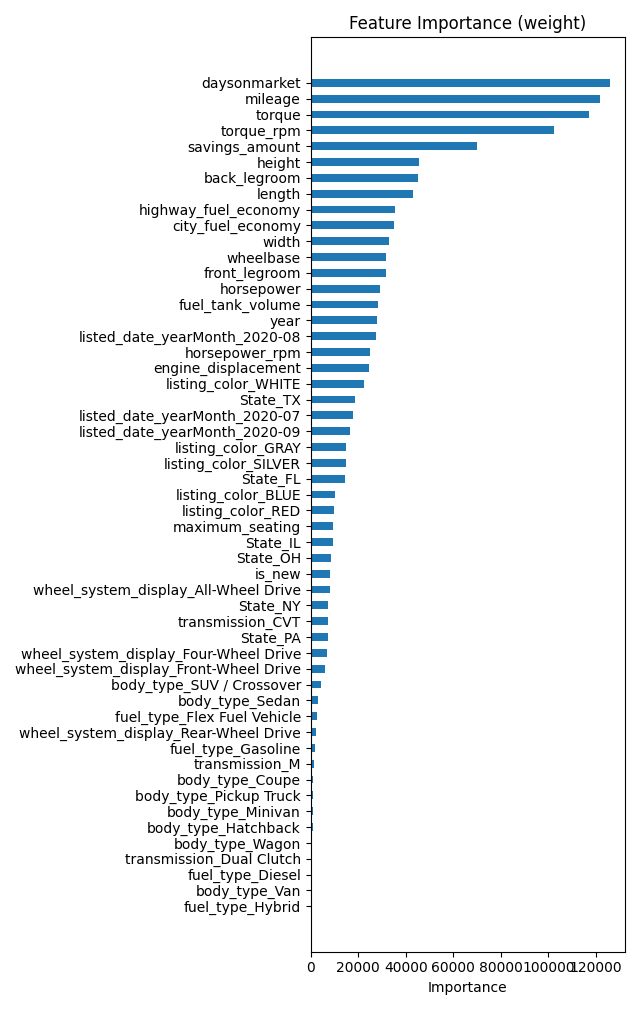 Feature Importance (weight)
daysonmarket
mileage
torque
torque_rpm
savings_amount
height
back_legroom
length
highway_fuel_economy
city_fuel_economy
width
wheelbase
front_legroom
horsepower
fuel_tank_volume
year
listed_date_yearMonth_2020-08
horsepower_rpm
engine_displacement
listing_color_WHITE
State_TX
listed_date_yearMonth_2020-07
listed_date_yearMonth_2020-09
listing_color_GRAY
listing_color_SILVER
State_FL
listing_color_BLUE
listing_color_RED
maximum_seating
State_IL
State_OH
is_new
wheel_system_display_All-Wheel Drive
State_NY
transmission_CVT
State_PA
wheel_system_display_Four-Wheel Drive
wheel_system_display_Front-Wheel Drive
body_type_SUV / Crossover
body_type_Sedan
fuel_type_Flex Fuel Vehicle
wheel_system_display_Rear-Wheel Drive
fuel_type_Gasoline
transmission_M
body_type_Coupe
body_type_Pickup Truck
body_type_Minivan
body_type_Hatchback
body_type_Wagon
transmission_Dual Clutch
fuel_type_Diesel
body_type_Van
fuel_type_Hybrid
0 20000 40000 60000 80000 100000 120000
Importance